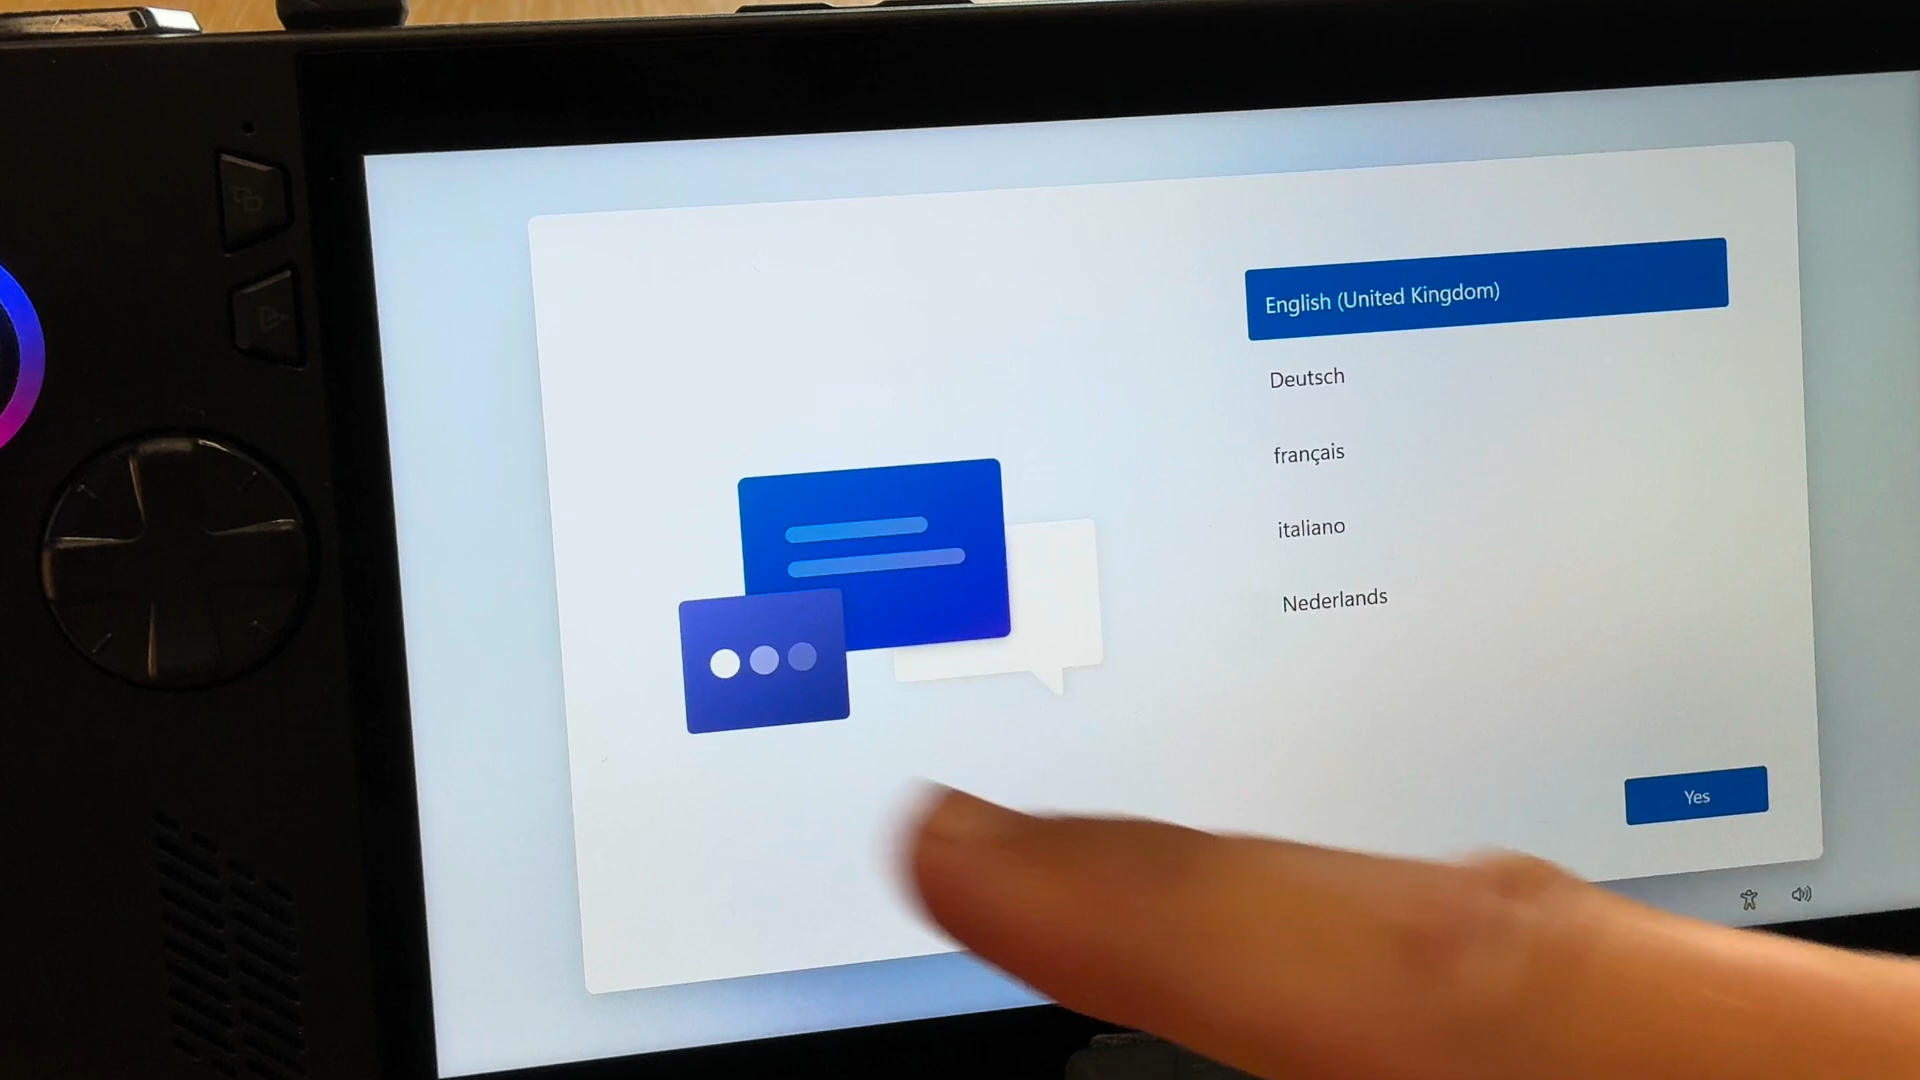 English (United Kingdom)
Deutsch
français
italiano
Nederlands
Yes